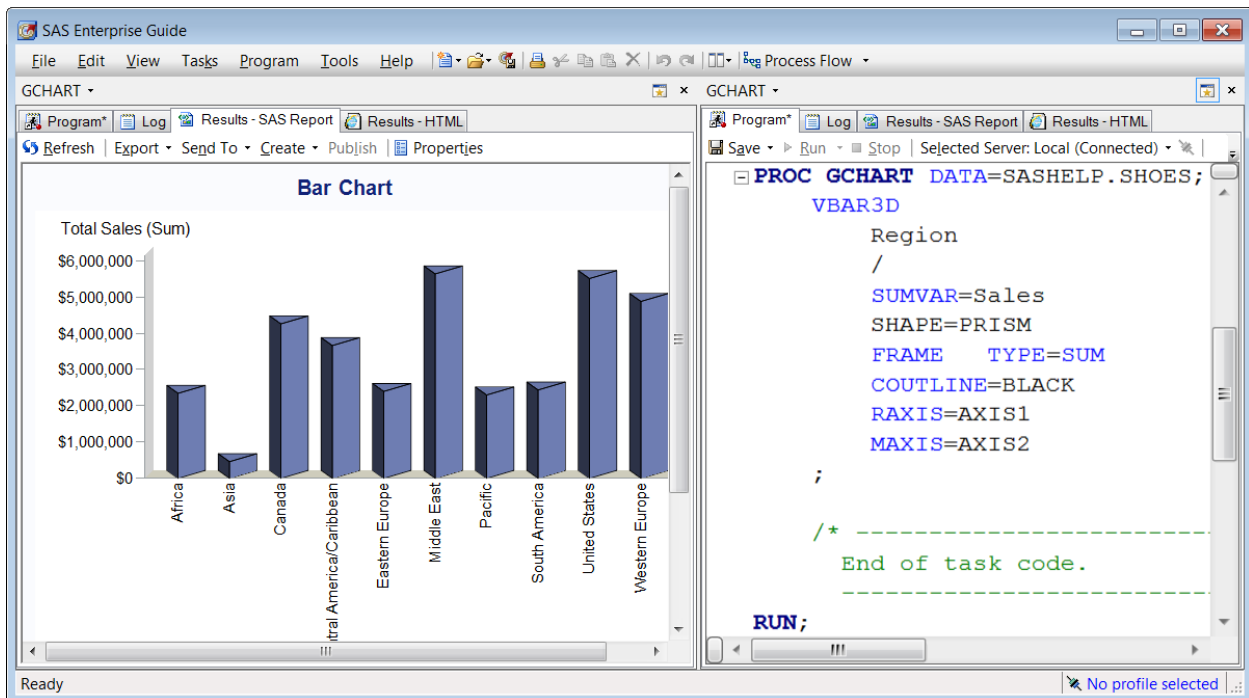 SAS Enterprise Guide
File Edit View Tasks Program Tools Help Process Flow
GCHART
Program* Log Results - SAS Report Results - HTML
Refresh Export Send To Create Publish Properties
Bar Chart
Total Sales (Sum)
$6,000,000
$5,000,000
$4,000,000
$3,000,000
$2,000,000
$1,000,000
$0
Africa
Asia
Canada
tral America/Caribbean
Eastern Europe
Middle East
Pacific
South America
United States
Western Europe
GCHART
Program* Log Results - SAS Report Results - HTML
Save Run Stop Selected Server: Local (Connected)
PROC GCHART DATA=SASHELP.SHOES;
VBAR3D
Region
/
SUMVAR=Sales
SHAPE=PRISM
FRAME TYPE=SUM
COUTLINE=BLACK
RAXIS=AXIS1
MAXIS=AXIS2
;
/* -------------------------
End of task code.
--------------------------
RUN;
Ready
No profile selected